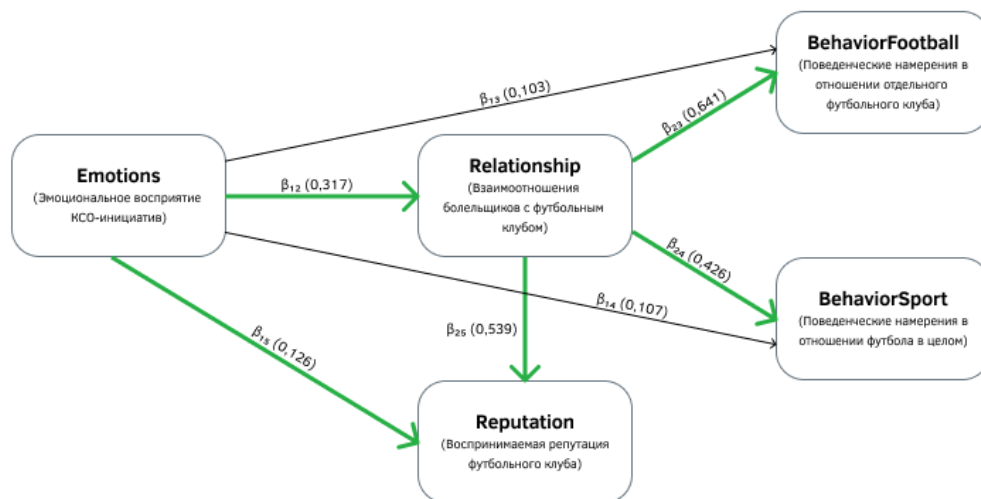 BehaviorFootball
(Поведенческие намерения в
отношении отдельного
футбольного клуба)
β₁₃ (0,103)
β₂₃ (0,641)
Emotions
(Эмоциональное восприятие
КСО-инициатив)
β₁₂ (0,317)
Relationship
(Взаимоотношения
болельщиков с футбольным
клубом)
β₂₄ (0,426)
β₁₄ (0,107)
BehaviorSport
(Поведенческие намерения в
отношении футбола в целом)
β₁₅ (0,126)
β₂₅ (0,539)
Reputation
(Воспринимаемая репутация
футбольного клуба)